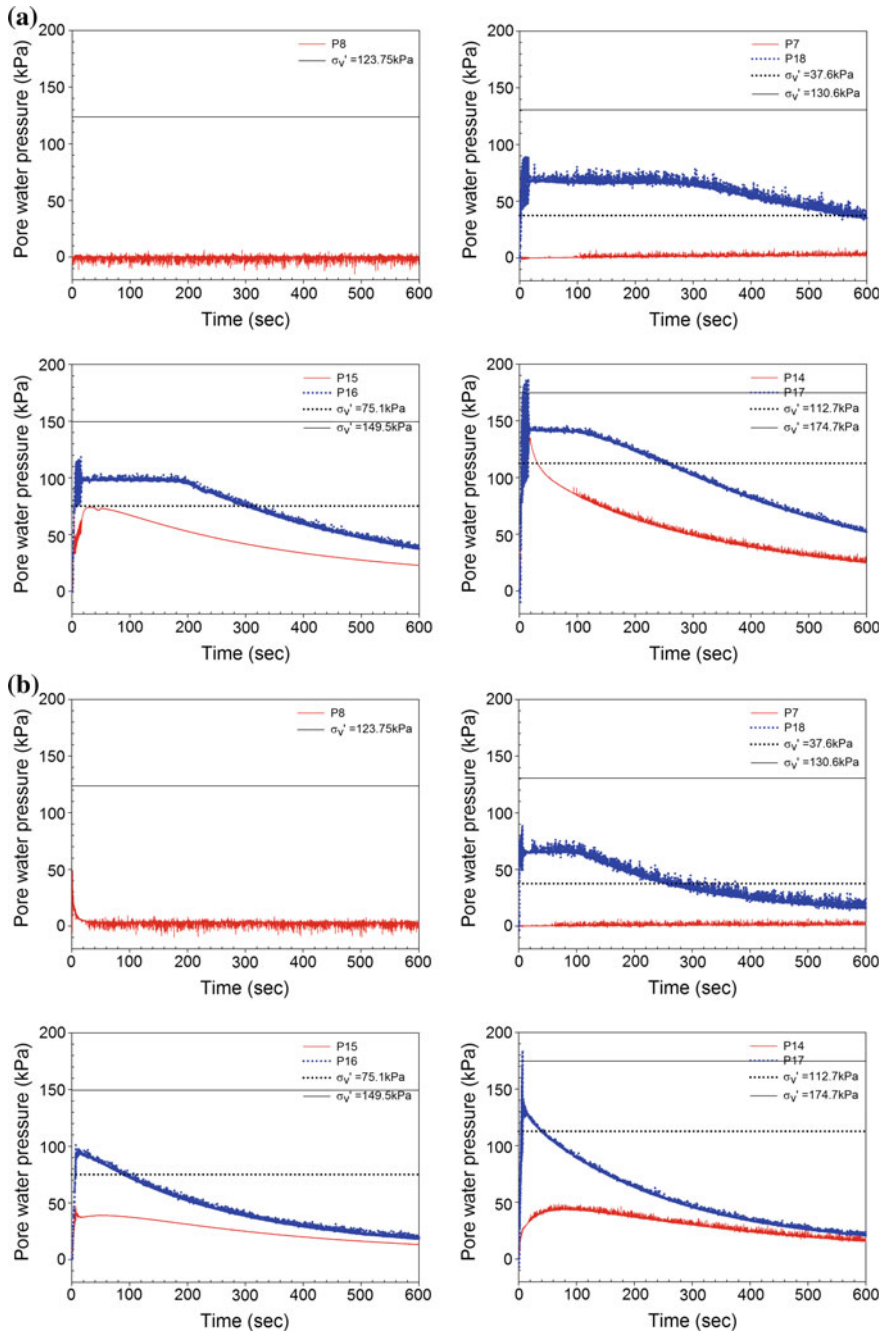 (a)
Pore water pressure (kPa)
200
150
100
50
0
P8
σv' =123.75kPa
0 100 200 300 400 500 600
Time (sec)
Pore water pressure (kPa)
200
150
100
50
0
P7
P18
σv' =37.6kPa
σv' =130.6kPa
0 100 200 300 400 500 600
Time (sec)
Pore water pressure (kPa)
200
150
100
50
0
P15
P16
σv' =75.1kPa
σv' =149.5kPa
0 100 200 300 400 500 600
Time (sec)
Pore water pressure (kPa)
200
150
100
50
0
P14
P17
σv' =112.7kPa
σv' =174.7kPa
0 100 200 300 400 500 600
Time (sec)
(b)
Pore water pressure (kPa)
200
150
100
50
0
P8
σv' =123.75kPa
0 100 200 300 400 500 600
Time (sec)
Pore water pressure (kPa)
200
150
100
50
0
P7
P18
σv' =37.6kPa
σv' =130.6kPa
0 100 200 300 400 500 600
Time (sec)
Pore water pressure (kPa)
200
150
100
50
0
P15
P16
σv' =75.1kPa
σv' =149.5kPa
0 100 200 300 400 500 600
Time (sec)
Pore water pressure (kPa)
200
150
100
50
0
P14
P17
σv' =112.7kPa
σv' =174.7kPa
0 100 200 300 400 500 600
Time (sec)